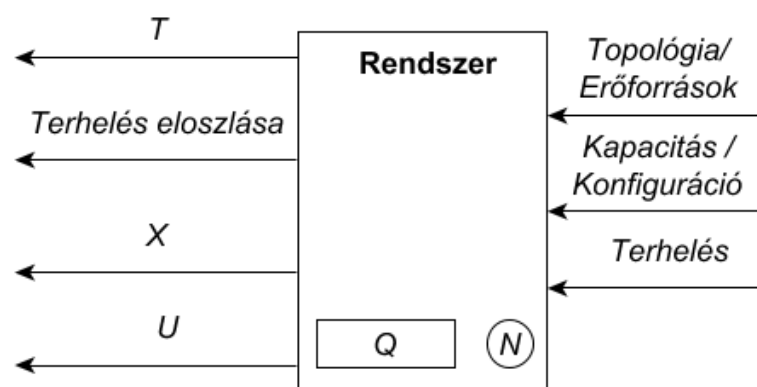 T
Terhelés eloszlása
X
U
Rendszer
Q
N
Topológia/
Erőforrások
Kapacitás /
Konfiguráció
Terhelés